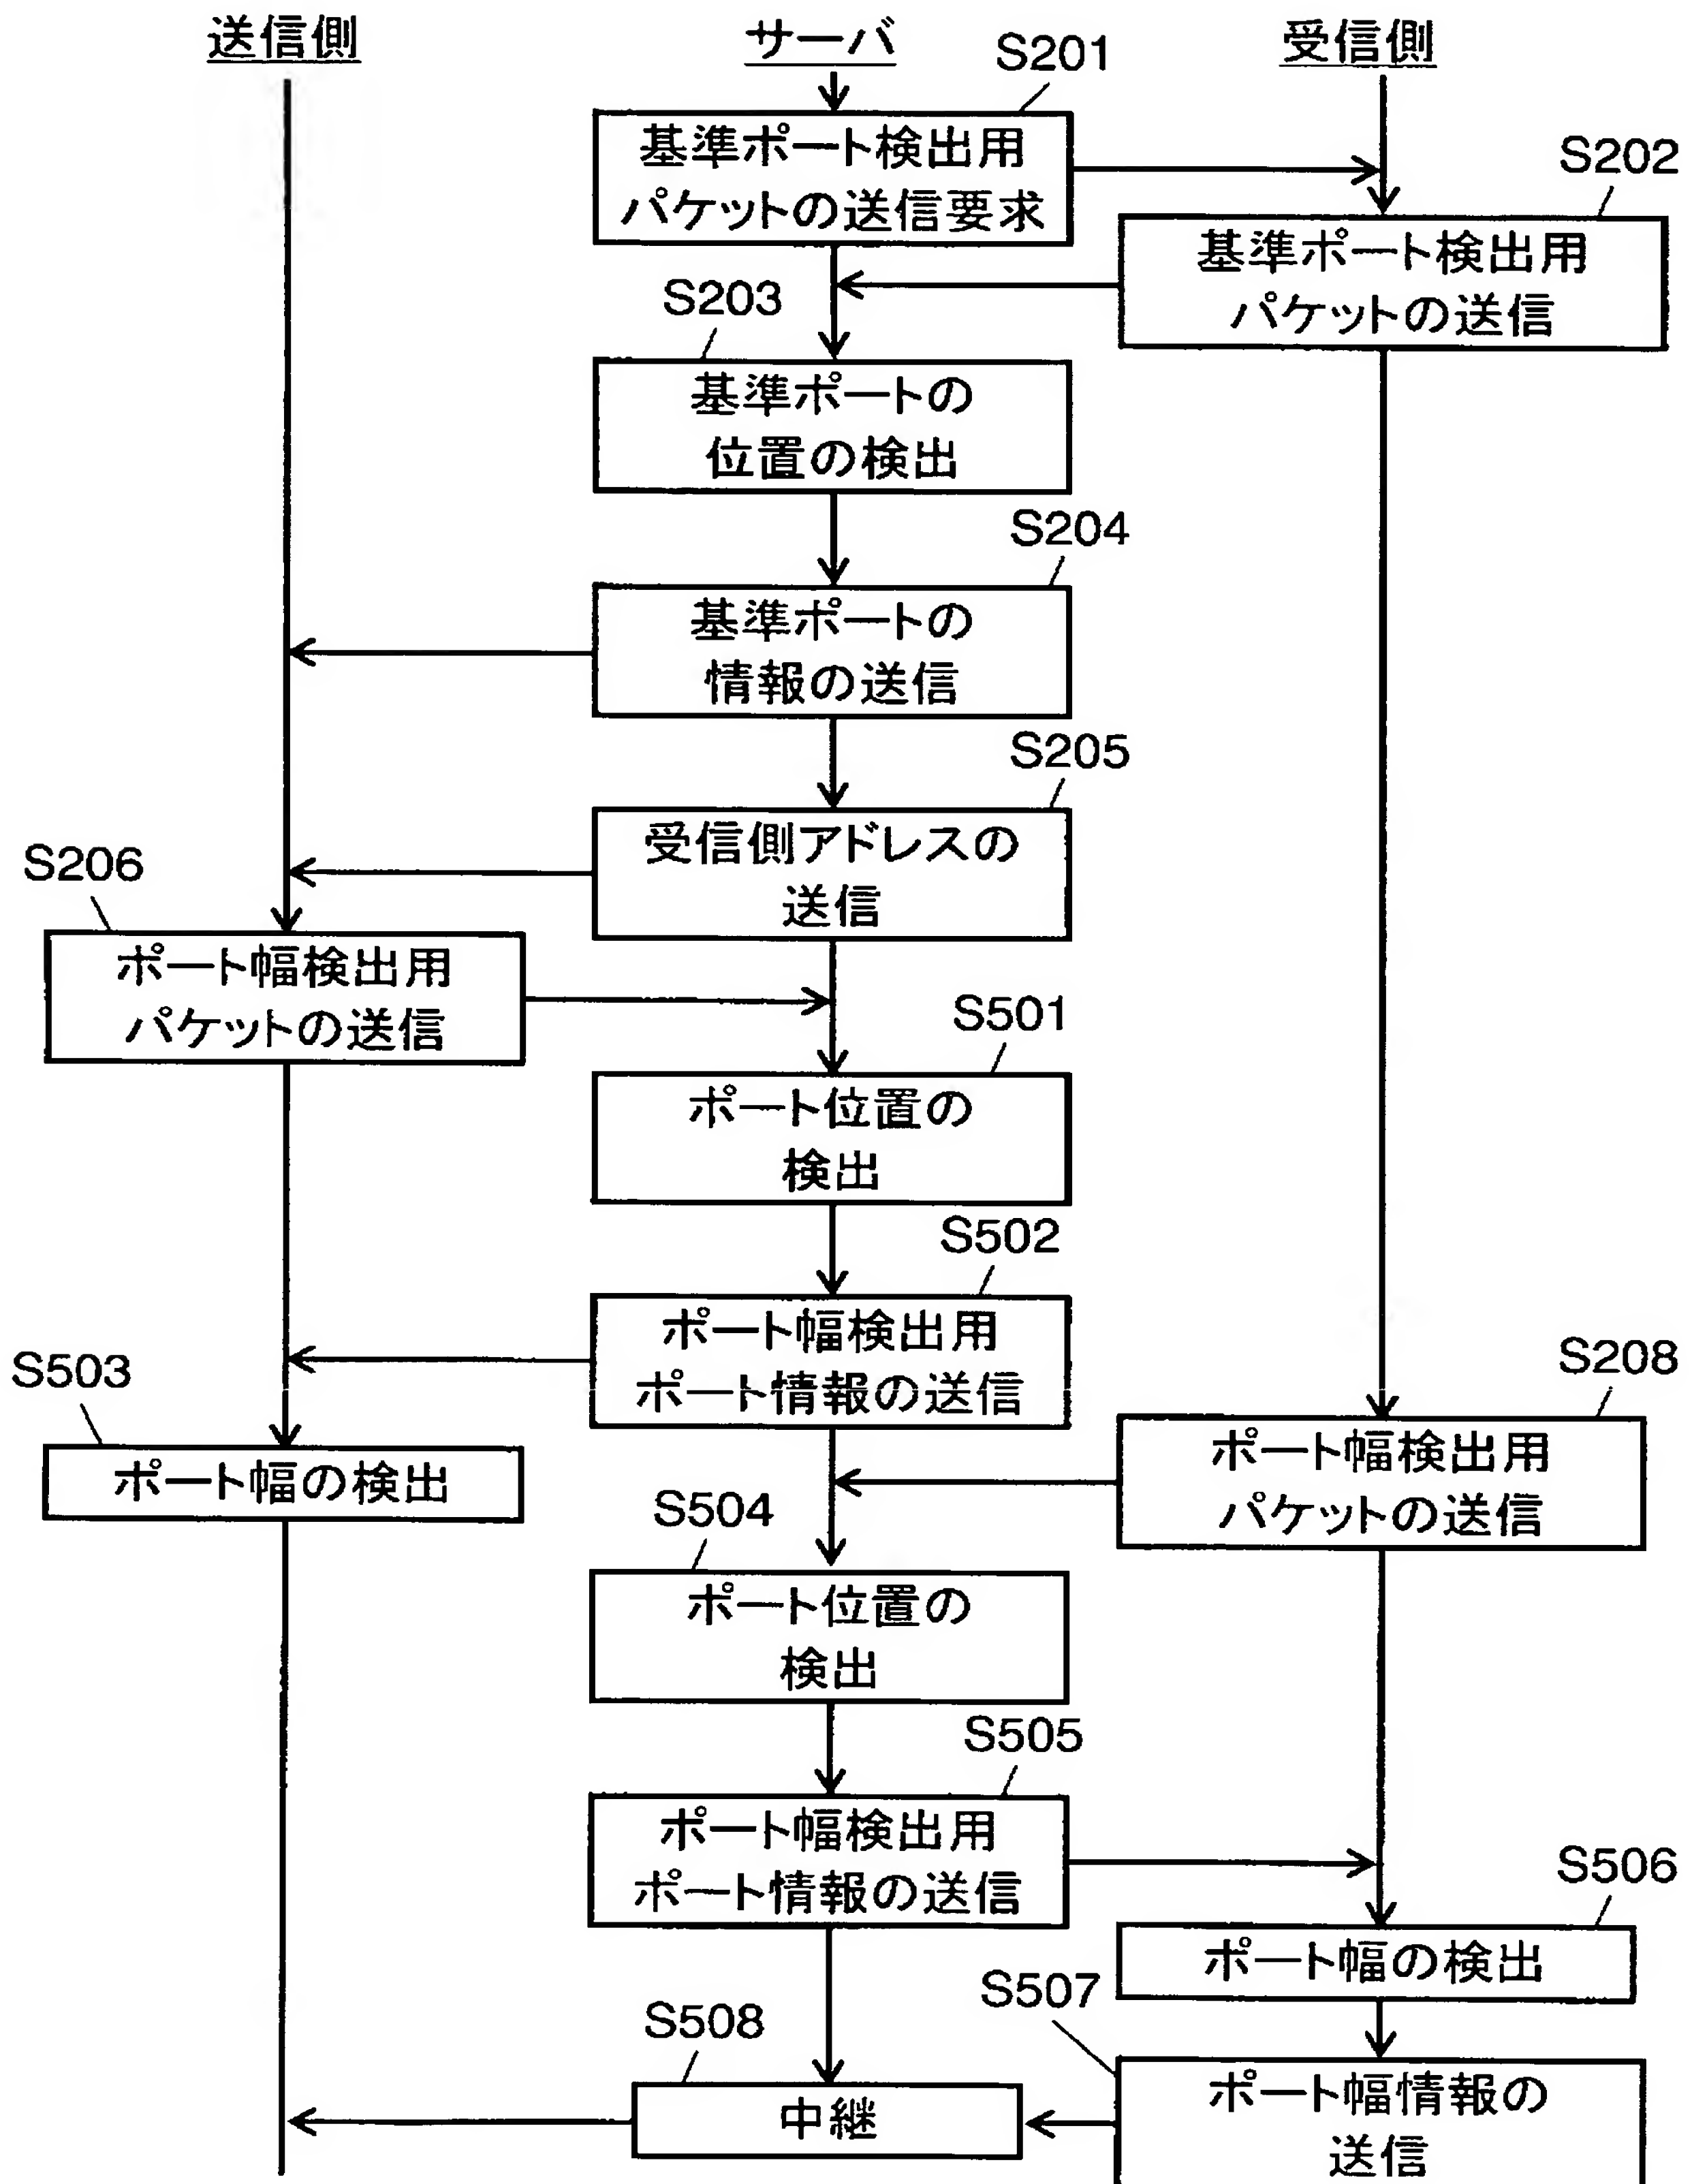 送信側
サーバ
受信側
S201
基準ポート検出用
パケットの送信要求
S202
基準ポート検出用
パケットの送信
S203
基準ポートの
位置の検出
S204
基準ポートの
情報の送信
S205
受信側アドレスの
送信
S206
ポート幅検出用
パケットの送信
S501
ポート位置の
検出
S502
ポート幅検出用
ポート情報の送信
S503
ポート幅の検出
S208
ポート幅検出用
パケットの送信
S504
ポート位置の
検出
S505
ポート幅検出用
ポート情報の送信
S506
ポート幅の検出
S507
ポート幅情報の
送信
S508
中継